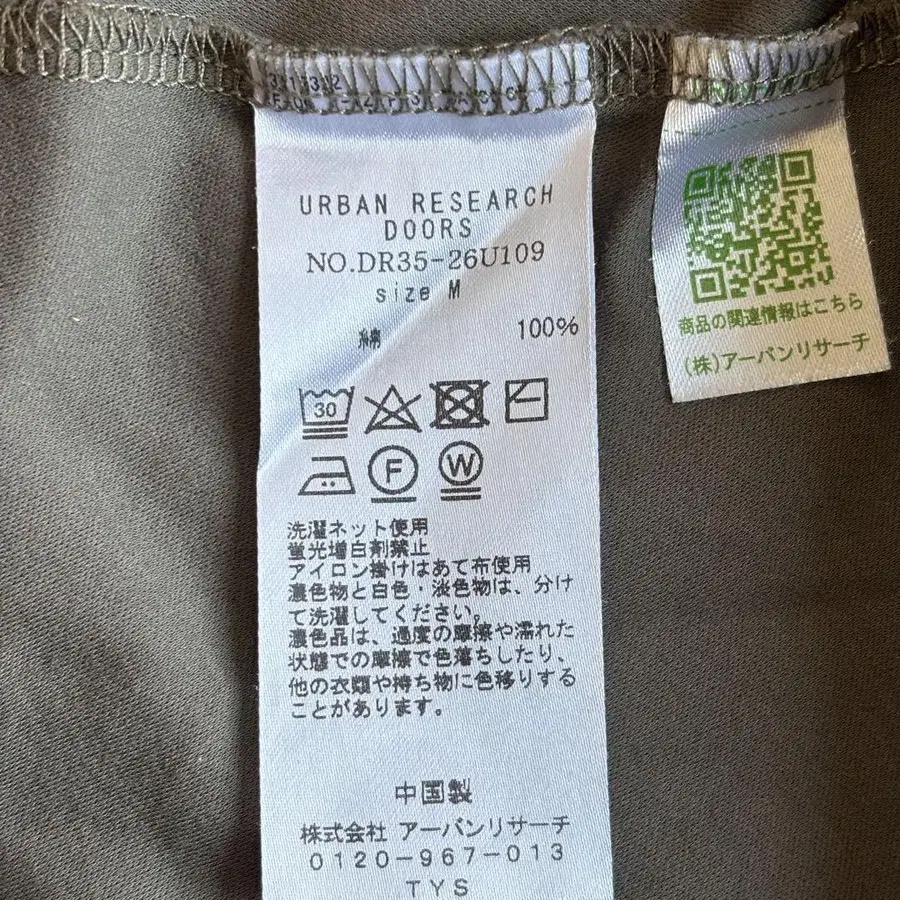 URBAN RESEARCH
DOORS
NO.DR35-26U109
size M
綿 100%
30
F W
洗濯ネット使用
蛍光増白剤禁止
アイロン掛けはあて布使用
濃色物と白色・淡色物は、分け
て洗濯してください。
濃色品は、過度の摩擦や濡れた
状態での摩擦で色落ちしたり、
他の衣類や持ち物に色移りする
ことがあります。
中国製
株式会社 アーバンリサーチ
0120-967-013
TYS
商品の関連情報はこちら
(株)アーバンリサーチ